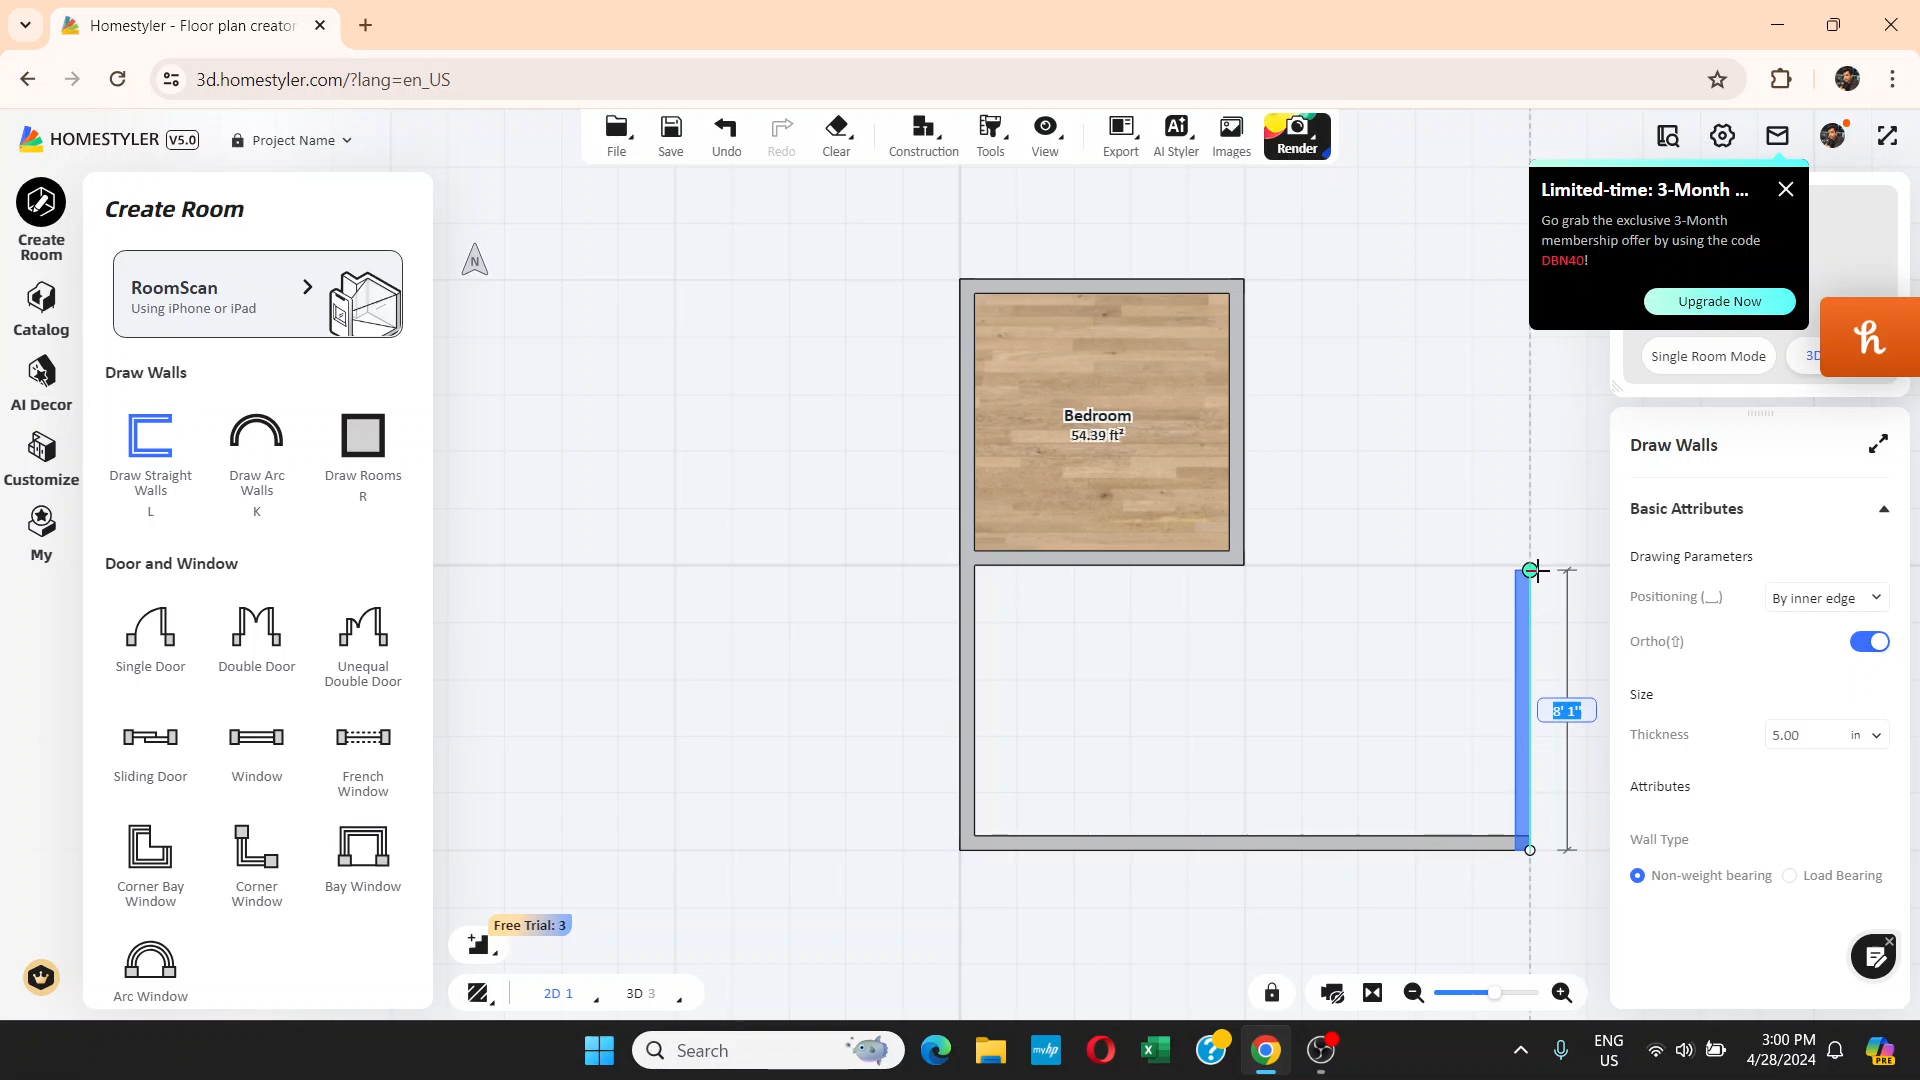 Homestyler - Floor plan creator
3d.homestyler.com/?lang=en_US
HOMESTYLER V5.0
Project Name
File
Save
Undo
Redo
Clear
Construction
Tools
View
Export
AI Styler
Images
Render
Create
Room
Catalog
AI Decor
Customize
My
Create Room
RoomScan
Using iPhone or iPad
Draw Walls
Draw Straight
Walls
L
Draw Arc
Walls
K
Draw Rooms
R
Door and Window
Single Door
Double Door
Unequal
Double Door
Sliding Door
Window
French
Window
Corner Bay
Window
Corner
Window
Bay Window
Arc Window
N
Bedroom
54.39 ft²
8' 1"
Limited-time: 3-Month ...
Go grab the exclusive 3-Month
membership offer by using the code
DBN40!
Upgrade Now
Single Room Mode
3D
Draw Walls
Basic Attributes
Drawing Parameters
Positioning (⎵)
By inner edge
Ortho(⇧)
Size
Thickness
5.00 in
Attributes
Wall Type
Non-weight bearing
Load Bearing
Free Trial: 3
2D 1
3D 3
Search
myhp
ENG
US
3:00 PM
4/28/2024
PRE